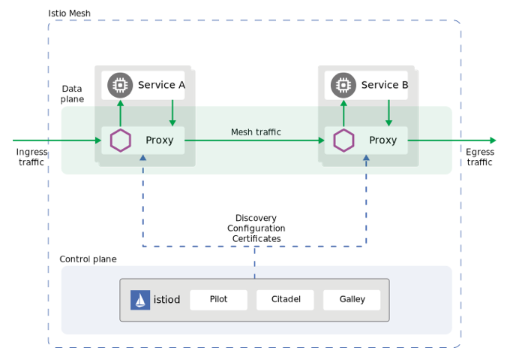 Istio Mesh
Data
plane
Service A
Service B
Proxy
Mesh traffic
Proxy
Ingress
traffic
Egress
traffic
Discovery
Configuration
Certificates
Control plane
istiod
Pilot
Citadel
Galley